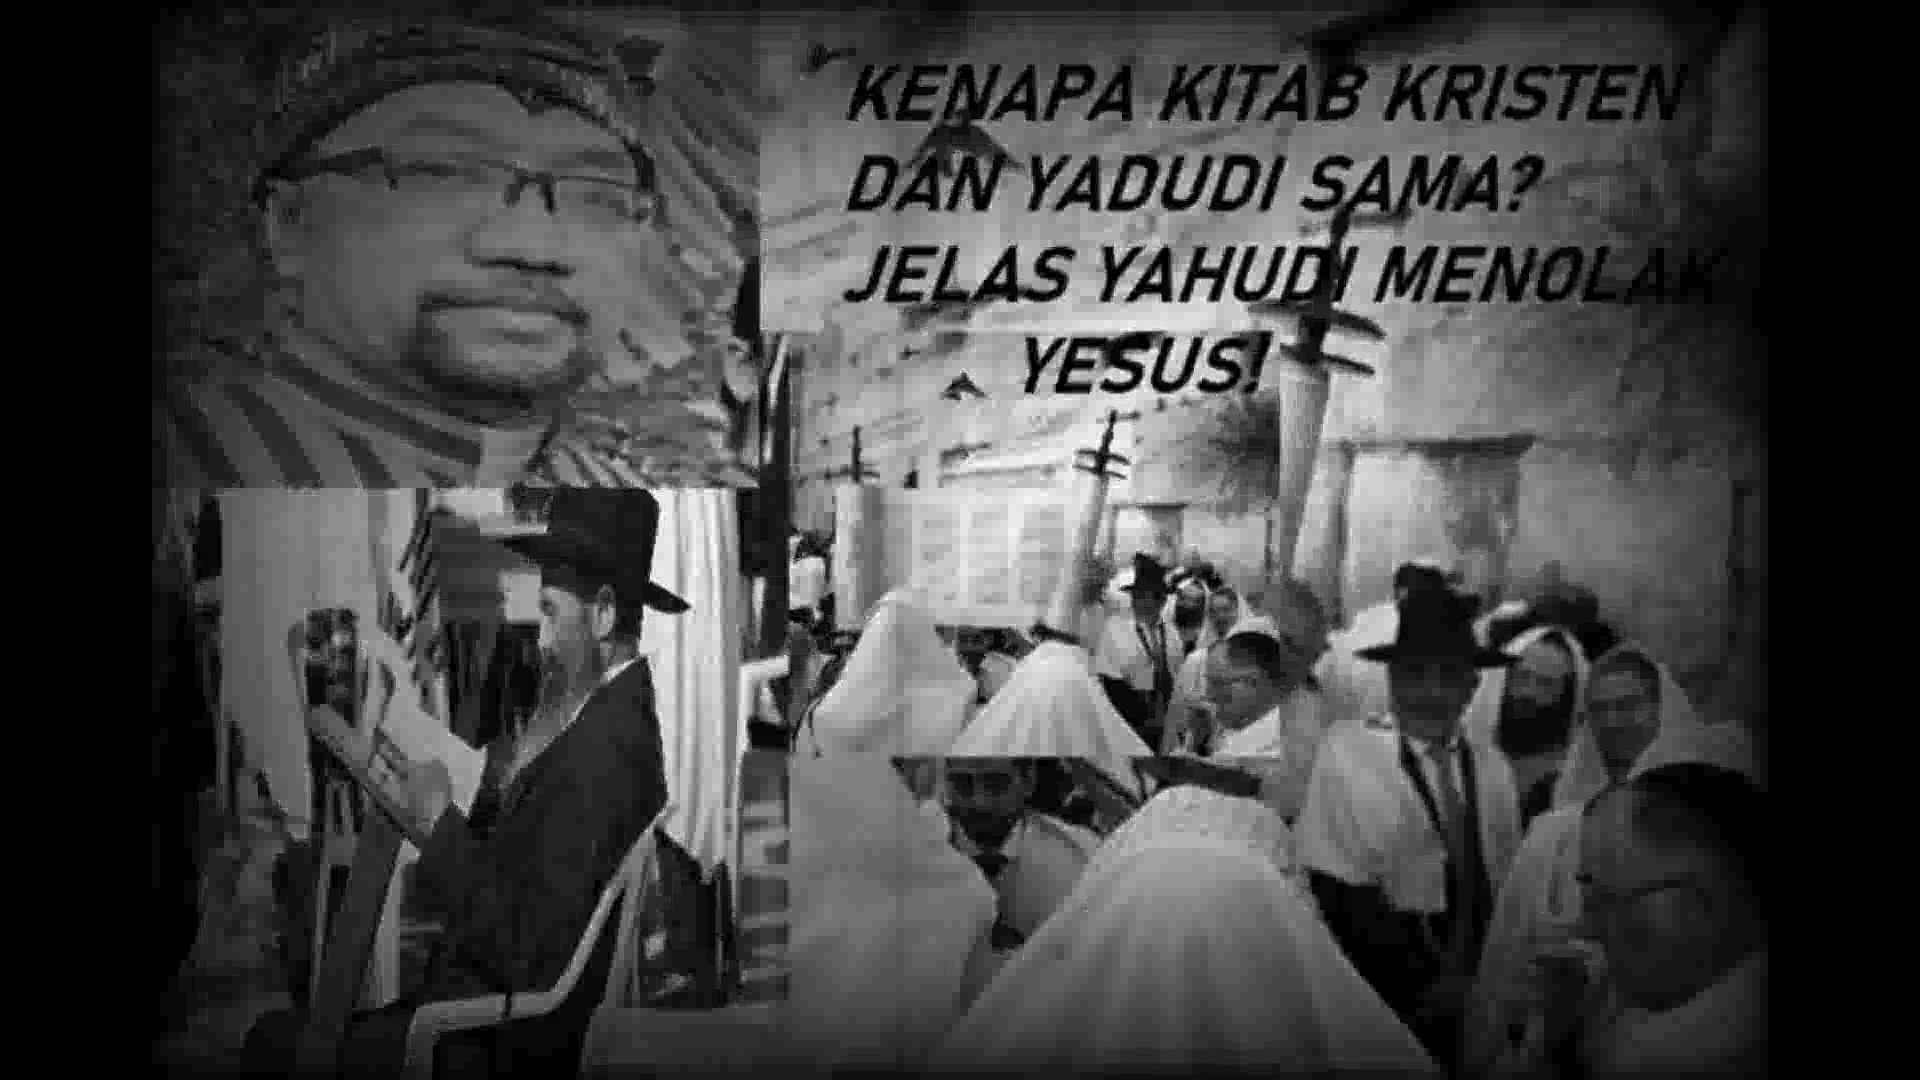 KENAPA KITAB KRISTEN
DAN YADUDI SAMA?
JELAS YAHUDI MENOLAK
YESUS!